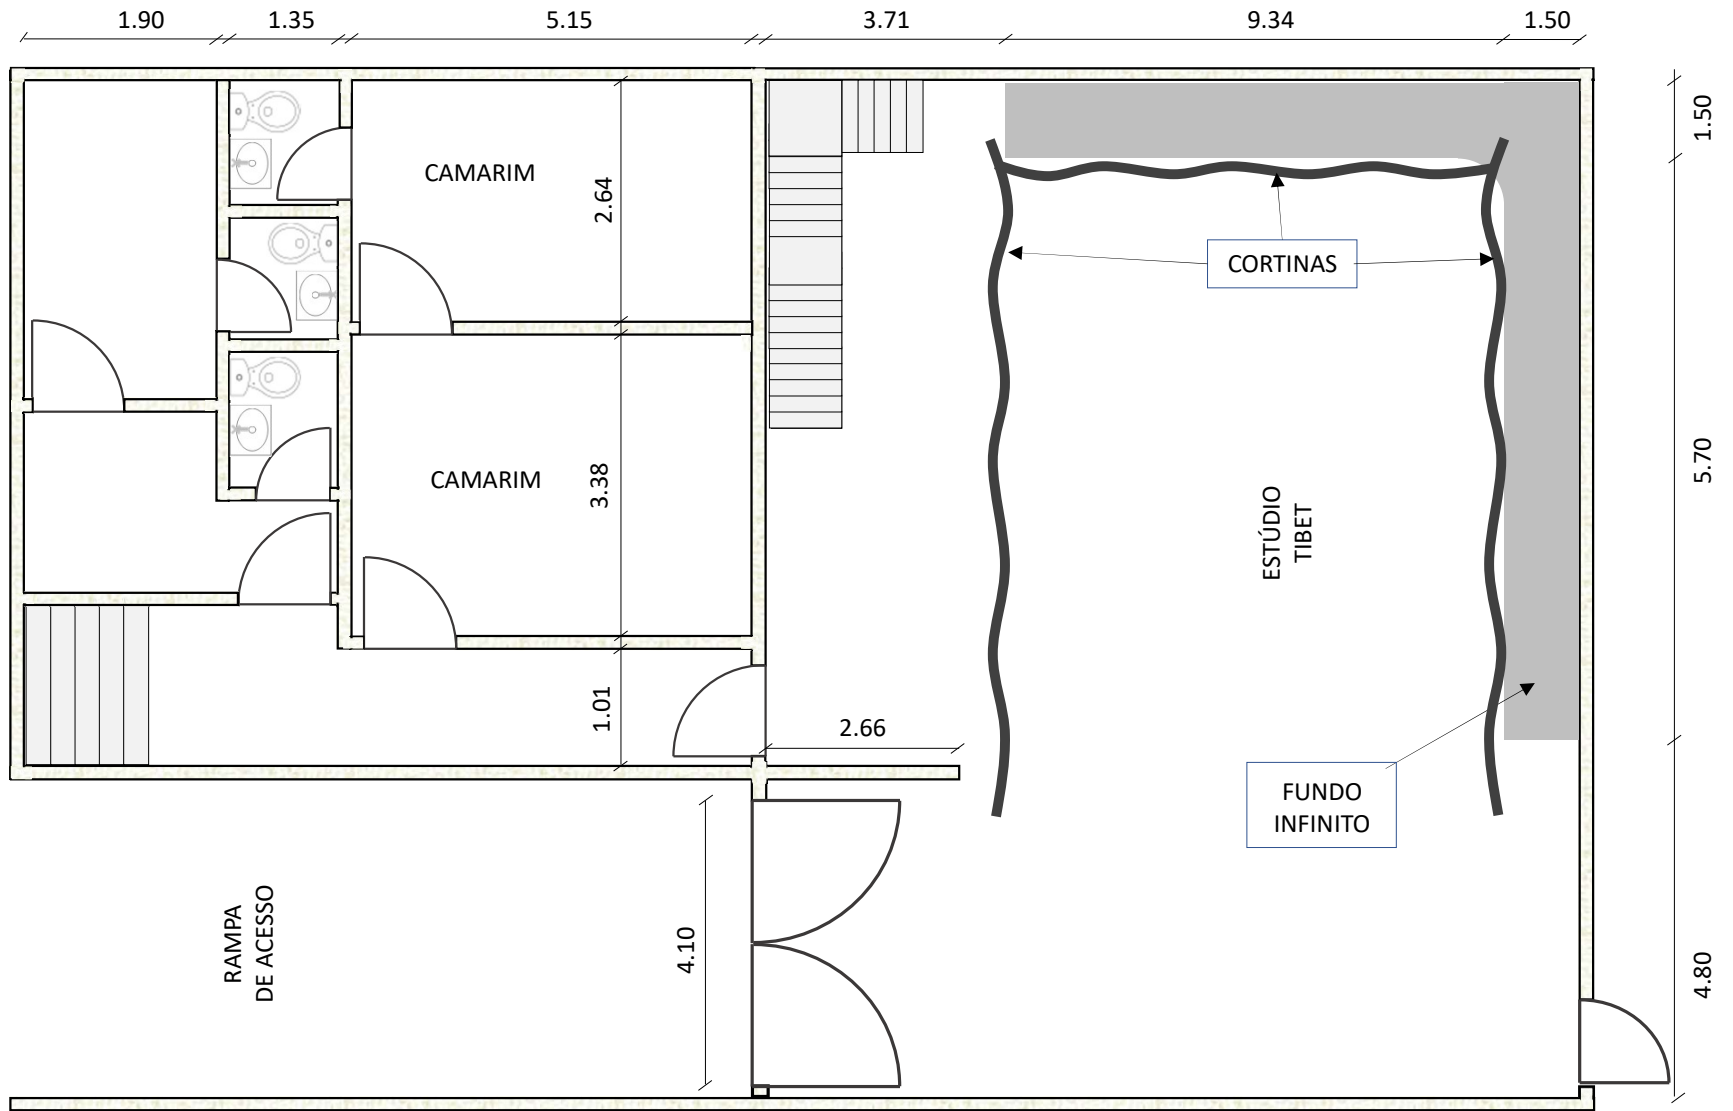 1.90
1.35
5.15
3.71
9.34
1.50
1.50
CAMARIM
2.64
CORTINAS
5.70
CAMARIM
3.38
ESTÚDIO
TIBET
1.01
2.66
FUNDO
INFINITO
RAMPA
DE ACESSO
4.10
4.80